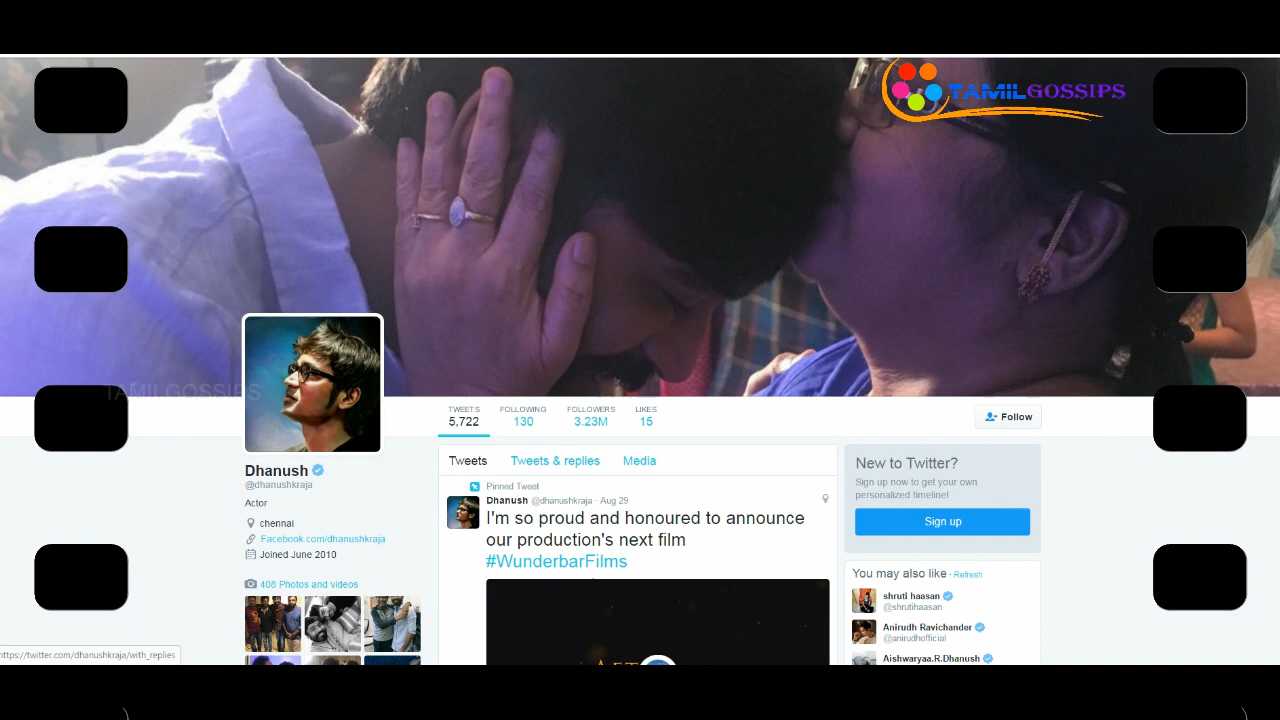 TAMILGOSSIPS
TAMILGOSSIPS
TWEETS
5,722
FOLLOWING
130
FOLLOWERS
3.23M
LIKES
15
Follow
Dhanush
@dhanushkraja
Actor
chennai
Facebook.com/dhanushkraja
Joined June 2010
408 Photos and videos
https://twitter.com/dhanushkraja/with_replies
Tweets
Tweets & replies
Media
Pinned Tweet
Dhanush @dhanushkraja · Aug 29
I'm so proud and honoured to announce
our production's next film
#WunderbarFilms
New to Twitter?
Sign up now to get your own
personalized timeline!
Sign up
You may also like · Refresh
shruti haasan
@shrutihaasan
Anirudh Ravichander
@anirudhofficial
Aishwaryaa.R.Dhanush